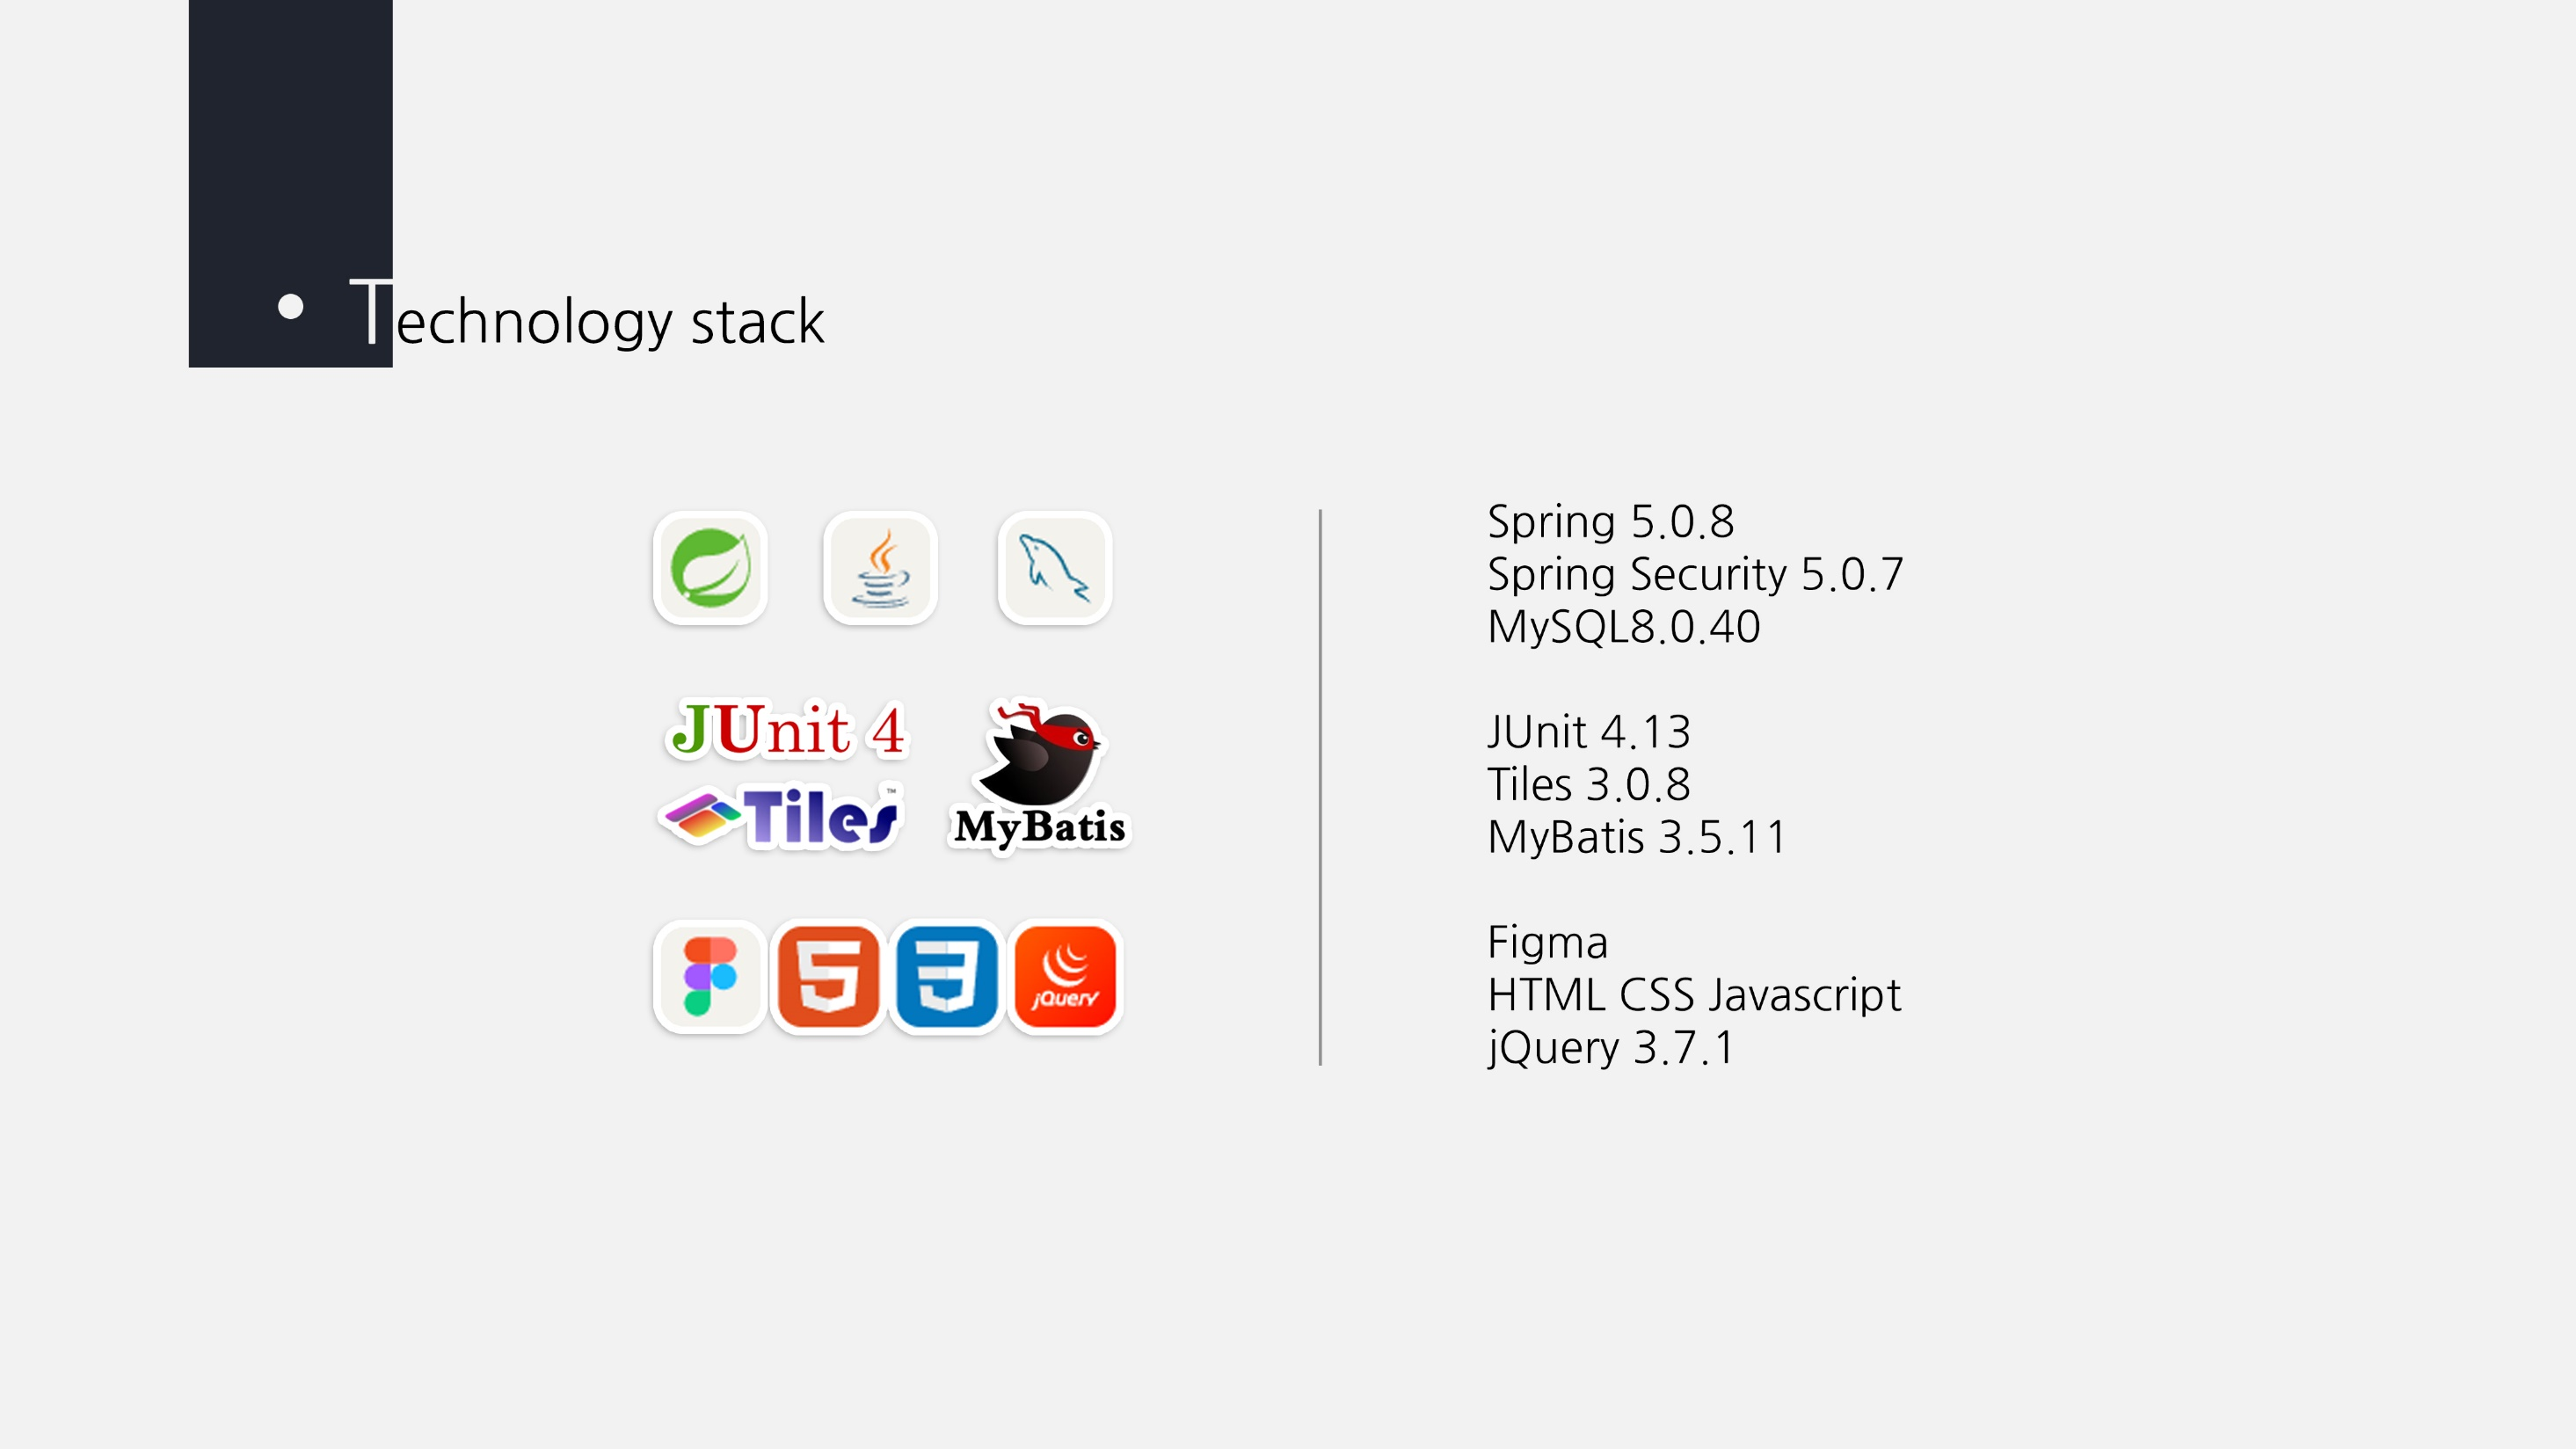 • Technology stack
Spring 5.0.8
Spring Security 5.0.7
MySQL8.0.40
JUnit 4
Tiles™
MyBatis
JUnit 4.13
Tiles 3.0.8
MyBatis 3.5.11
jQuery
Figma
HTML CSS Javascript
jQuery 3.7.1